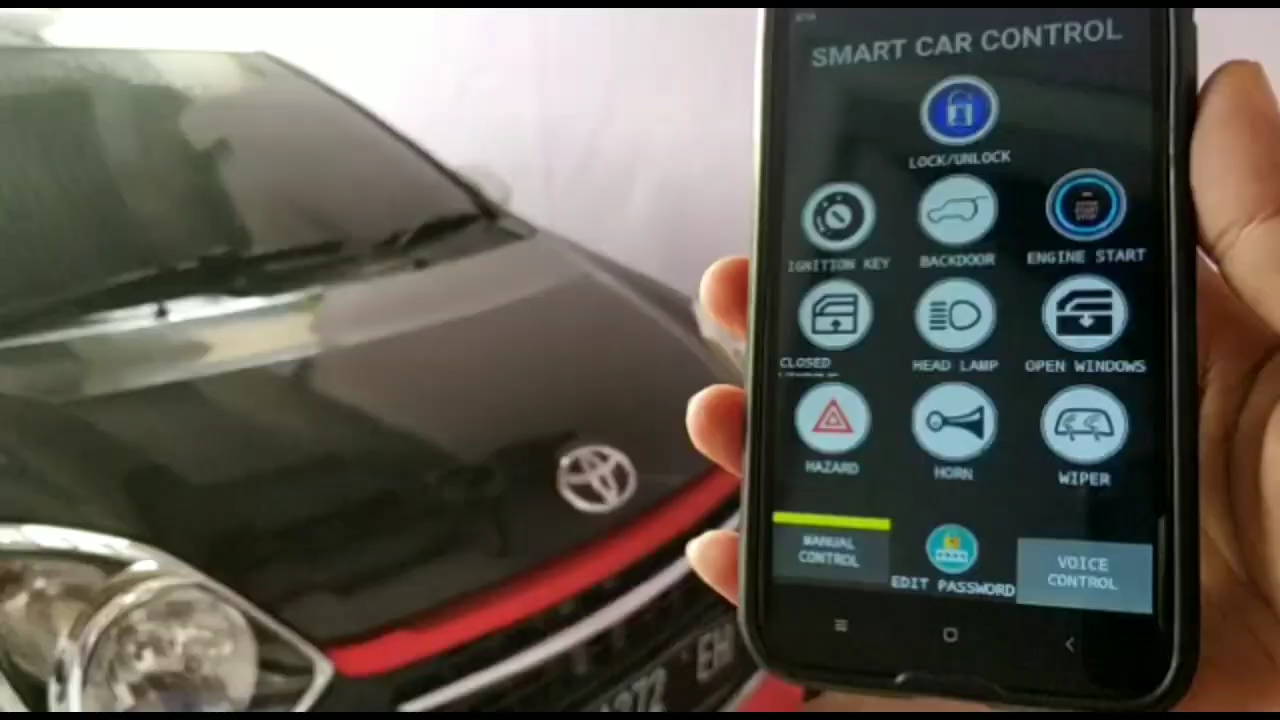 SMART CAR CONTROL
LOCK/UNLOCK
IGNITION KEY
BACKDOOR
ENGINE START
CLOSED
HEAD LAMP
OPEN WINDOWS
HAZARD
HORN
WIPER
MANUAL
CONTROL
EDIT PASSWORD
VOICE
CONTROL